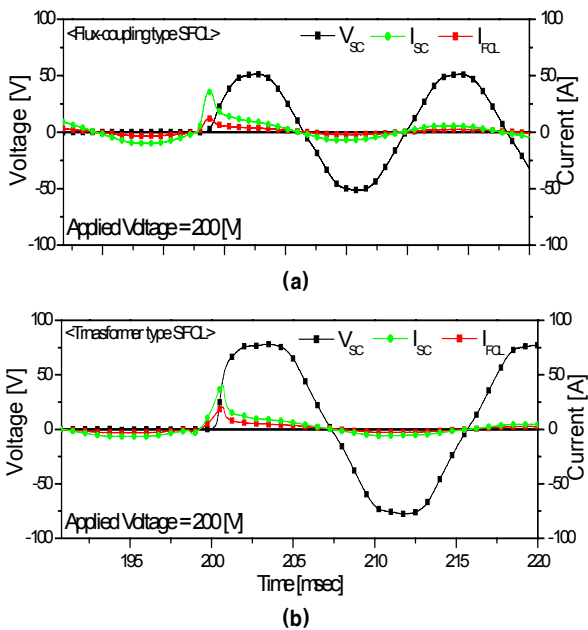 <Flux-coupling type SFCL>
V_SC I_SC I_FCL
100 100
50 50
0 0
-50 -50
-100 -100
Voltage [V]
Current [A]
Applied Voltage = 200 [V]
(a)
<Trnasformer type SFCL>
V_SC I_SC I_FCL
100 100
50 50
0 0
-50 -50
-100 -100
Voltage [V]
Current [A]
Applied Voltage = 200 [V]
195 200 205 210 215 220
Time [msec]
(b)